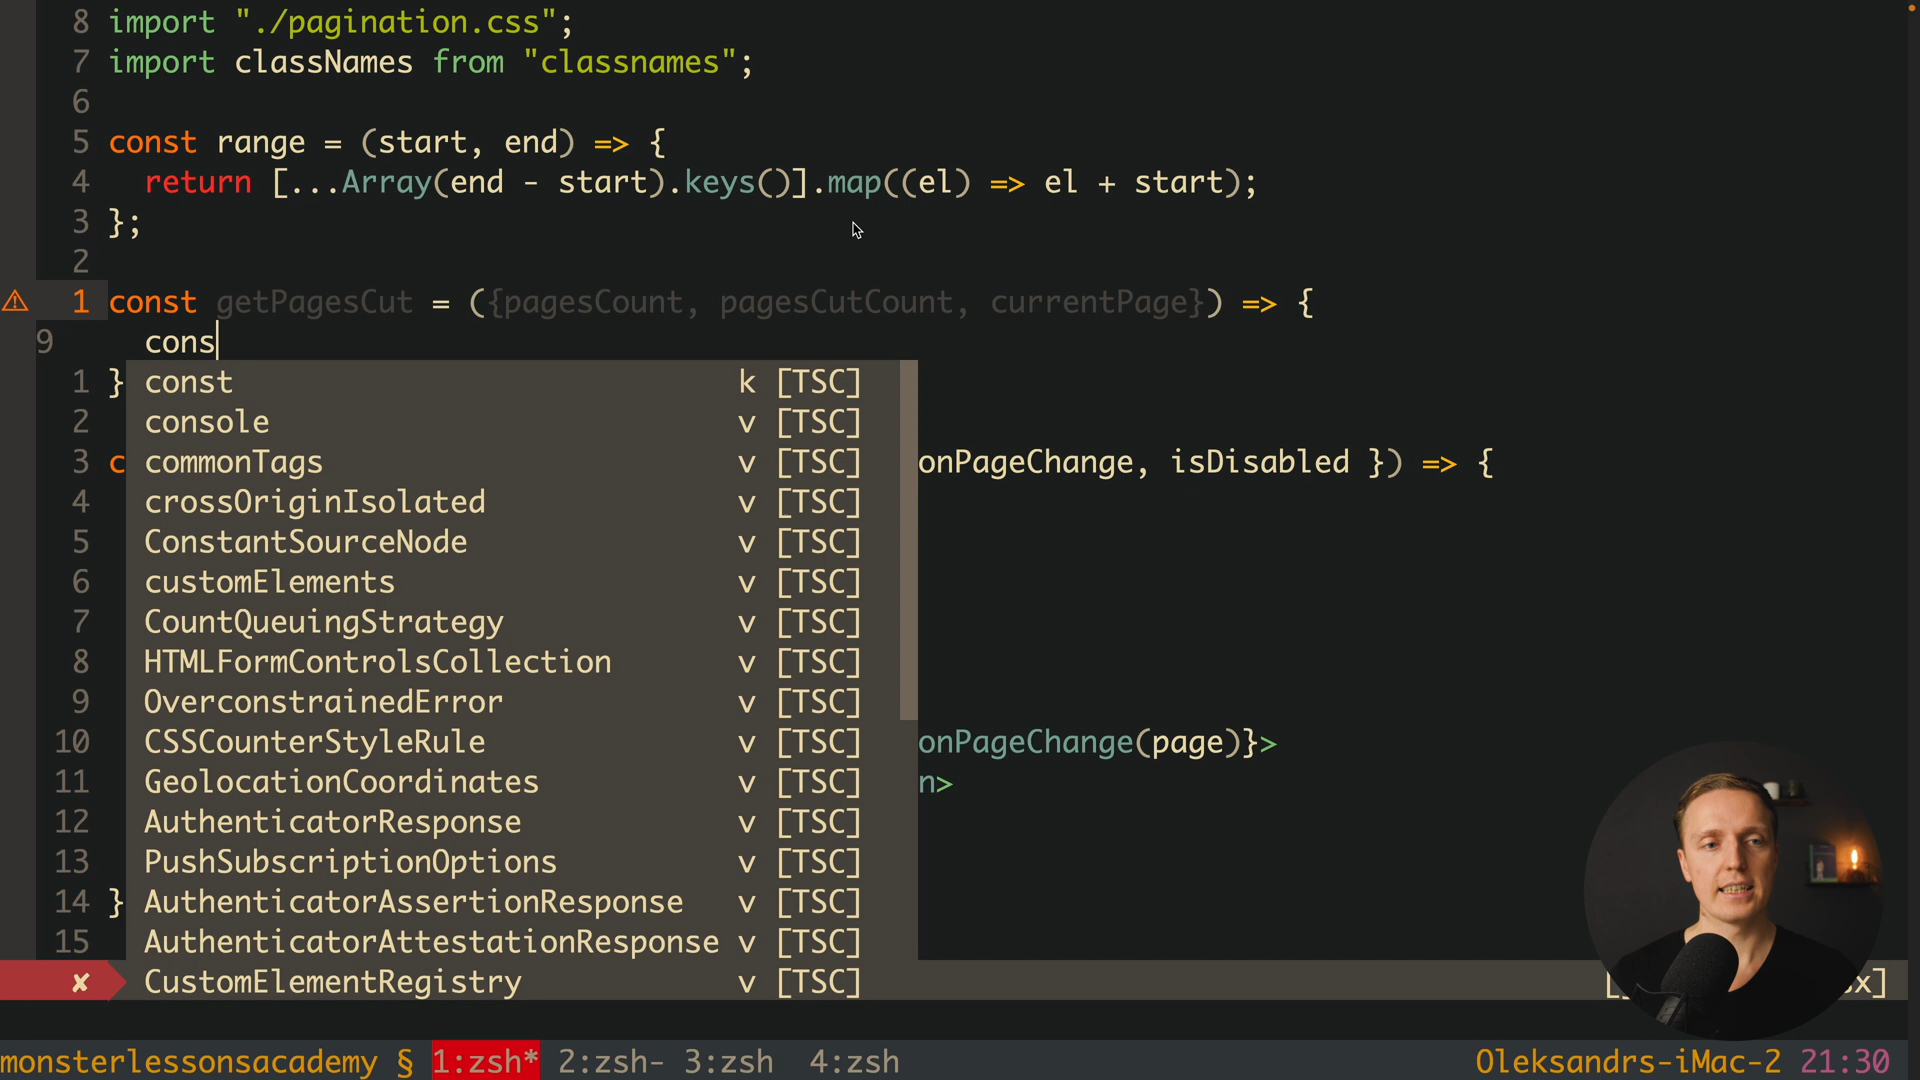 8 import "./pagination.css";
7 import classNames from "classnames";
6
5 const range = (start, end) => {
4   return [...Array(end - start).keys()].map((el) => el + start);
3 };
2
1 const getPagesCut = ({pagesCount, pagesCutCount, currentPage}) => {
9   cons
1 } const k [TSC]
2 console v [TSC]
3 c commonTags v [TSC] onPageChange, isDisabled }) => {
4 crossOriginIsolated v [TSC]
5 ConstantSourceNode v [TSC]
6 customElements v [TSC]
7 CountQueuingStrategy v [TSC]
8 HTMLFormControlsCollection v [TSC]
9 OverconstrainedError v [TSC]
10 CSSCounterStyleRule v [TSC] onPageChange(page)}>
11 GeolocationCoordinates v [TSC] n>
12 AuthenticatorResponse v [TSC]
13 PushSubscriptionOptions v [TSC]
14 } AuthenticatorAssertionResponse v [TSC]
15 AuthenticatorAttestationResponse v [TSC]
✘ CustomElementRegistry v [TSC] x]
monsterlessonsacademy § 1:zsh* 2:zsh- 3:zsh 4:zsh Oleksandrs-iMac-2 21:30